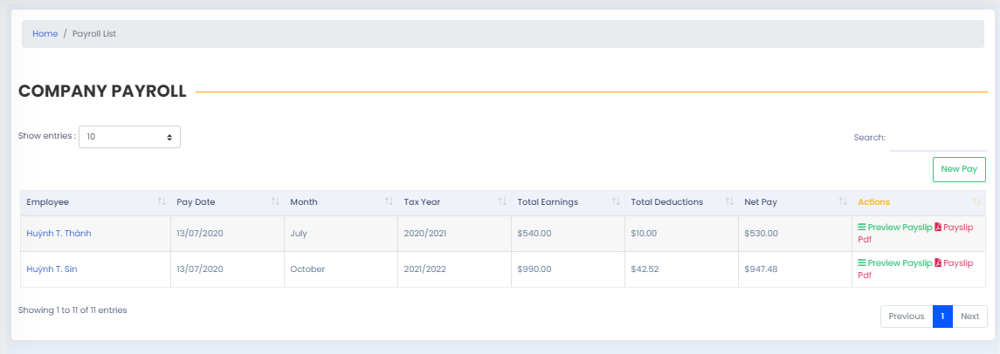 Home / Payroll List
COMPANY PAYROLL
Show entries : 10
Search:
New Pay
Employee Pay Date Month Tax Year Total Earnings Total Deductions Net Pay Actions
Huỳnh T. Thành 13/07/2020 July 2020/2021 $540.00 $10.00 $530.00 Preview Payslip Payslip
Pdf
Huỳnh T. Sin 13/07/2020 October 2021/2022 $990.00 $42.52 $947.48 Preview Payslip Payslip
Pdf
Showing 1 to 11 of 11 entries
Previous 1 Next